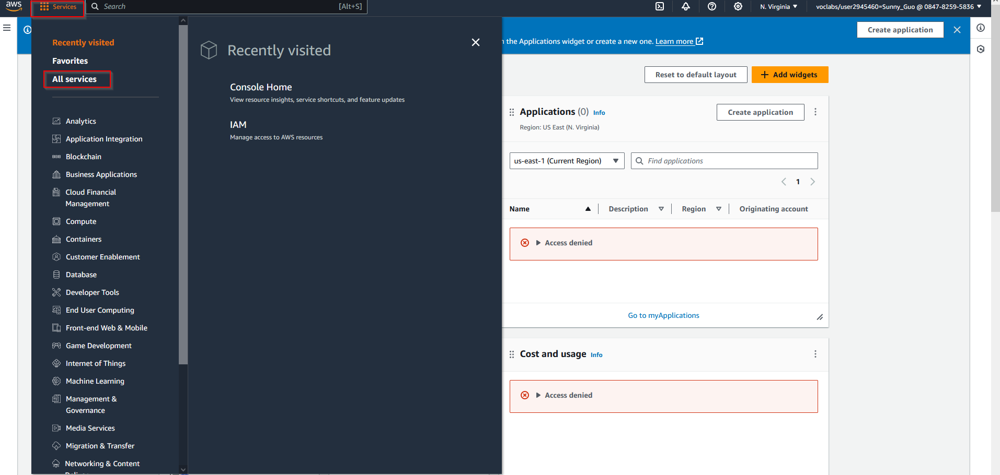 aws
Services
Search
[Alt+S]
N. Virginia
voclabs/user2945460=Sunny_Guo @ 0847-8259-5836
Recently visited
Favorites
All services
Analytics
Application Integration
Blockchain
Business Applications
Cloud Financial
Management
Compute
Containers
Customer Enablement
Database
Developer Tools
End User Computing
Front-end Web & Mobile
Game Development
Internet of Things
Machine Learning
Management &
Governance
Media Services
Migration & Transfer
Networking & Content
Recently visited
Console Home
View resource insights, service shortcuts, and feature updates
IAM
Manage access to AWS resources
the Applications widget or create a new one. Learn more
Create application
Reset to default layout
Add widgets
Applications (0) Info
Create application
Region: US East (N. Virginia)
us-east-1 (Current Region)
Find applications
1
Name
Description
Region
Originating account
Access denied
Go to myApplications
Cost and usage Info
Access denied